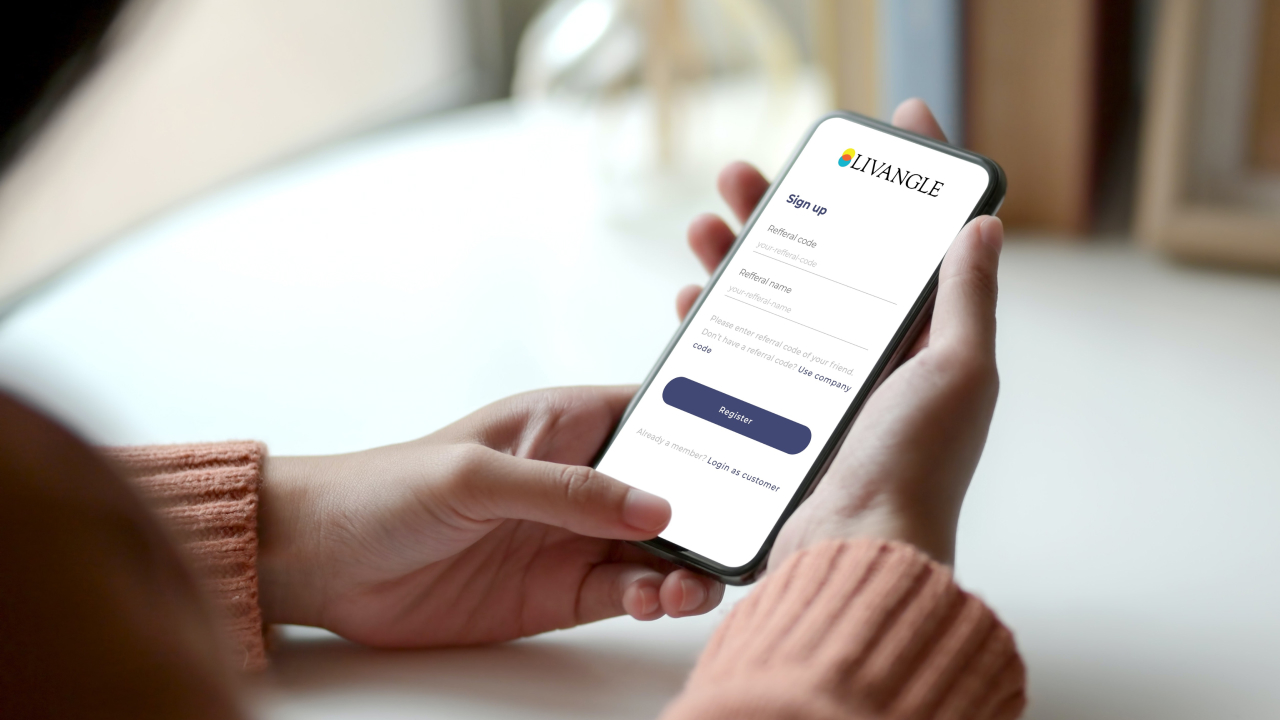 LIVANGLE
Sign up
Refferal code
your-refferal-code
Refferal name
your-refferal-name
Please enter referral code of your friend.
Don't have a referral code? Use company
code
Register
Already a member? Login as customer